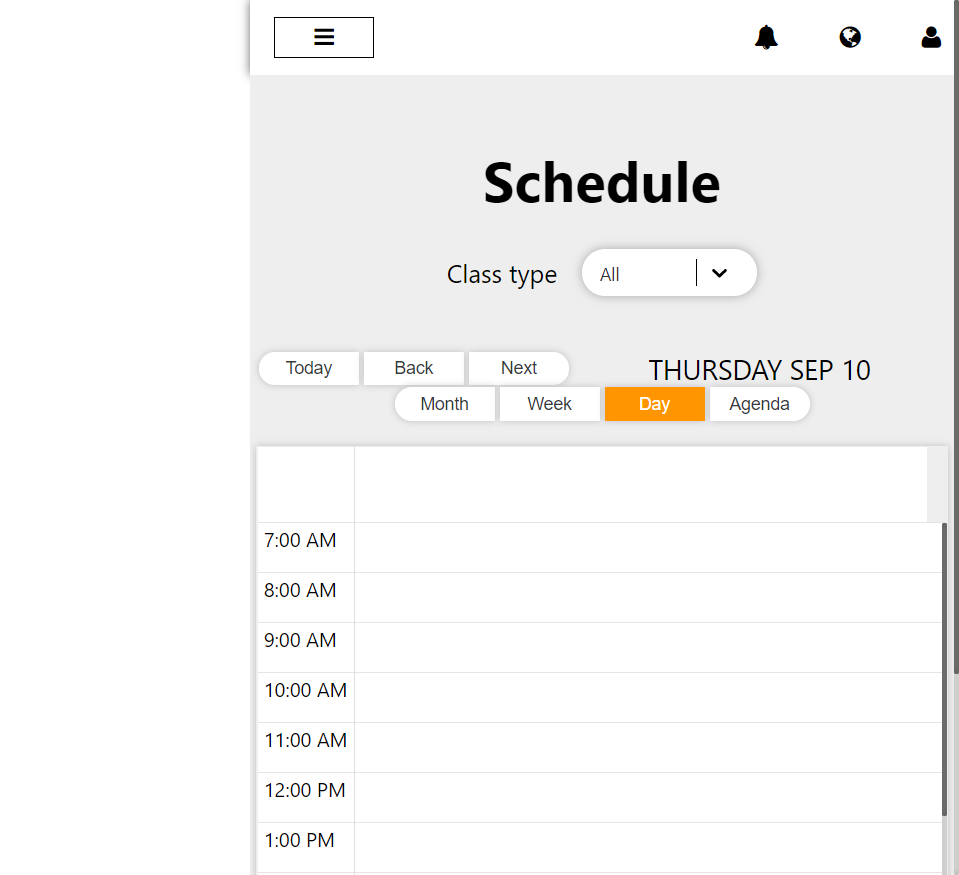 Schedule
Class type All
Today Back Next THURSDAY SEP 10
Month Week Day Agenda
7:00 AM
8:00 AM
9:00 AM
10:00 AM
11:00 AM
12:00 PM
1:00 PM